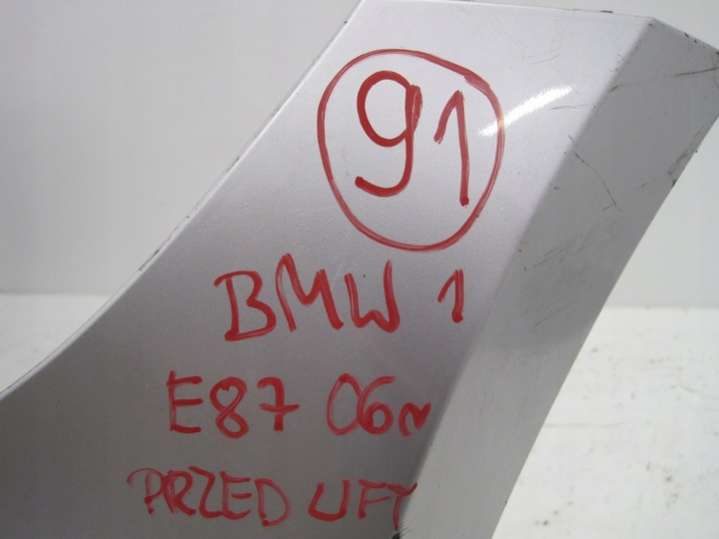 91
BMW 1
E87 06r
PRZED LIFT